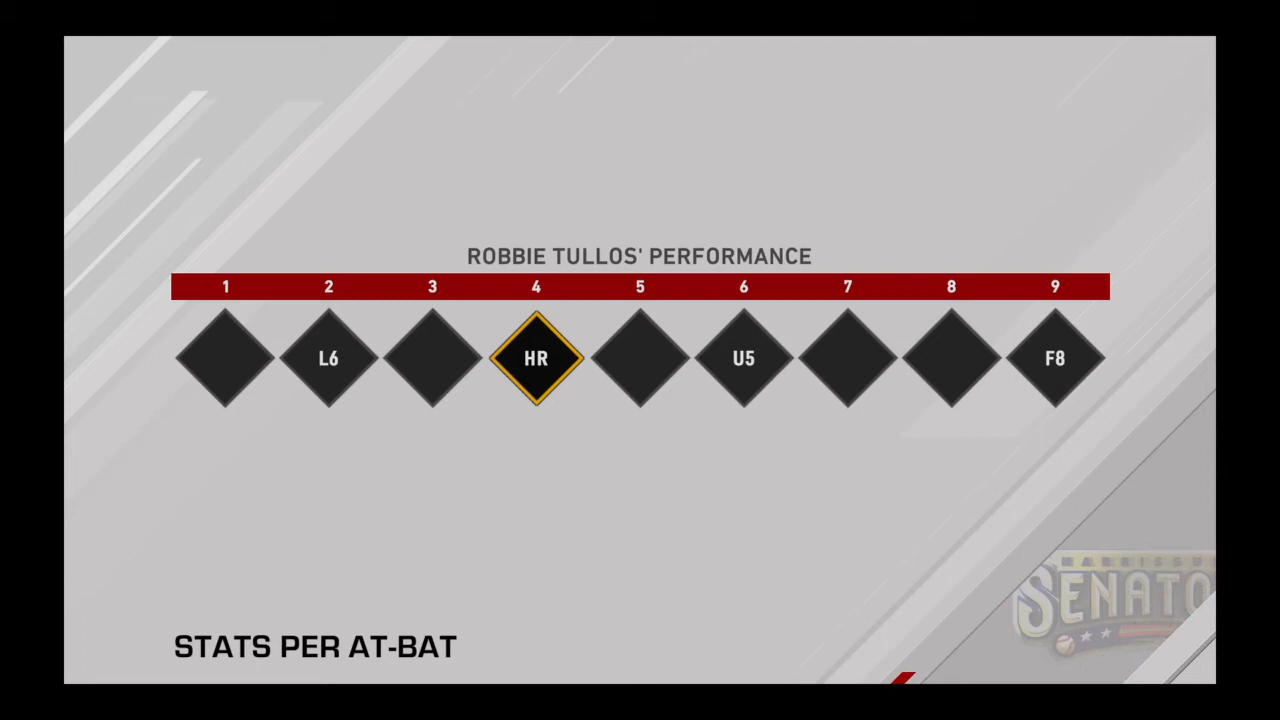 ROBBIE TULLOS' PERFORMANCE
1 2 3 4 5 6 7 8 9
L6 HR U5 F8
SENATO
STATS PER AT-BAT